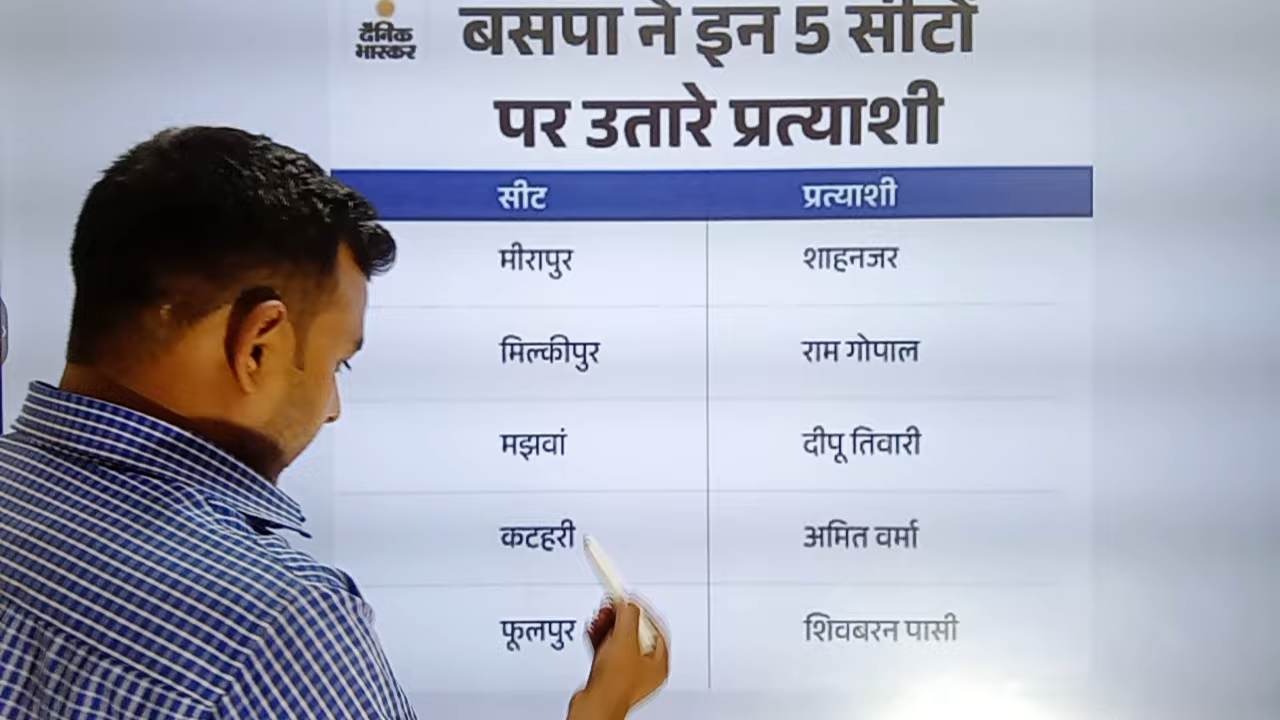 दैनिक
भास्कर
बसपा ने इन 5 सीटों
पर उतारे प्रत्याशी
सीट प्रत्याशी
मीरापुर शाहनजर
मिल्कीपुर राम गोपाल
मझवां दीपू तिवारी
कटहरी अमित वर्मा
फूलपुर शिवबरन पासी